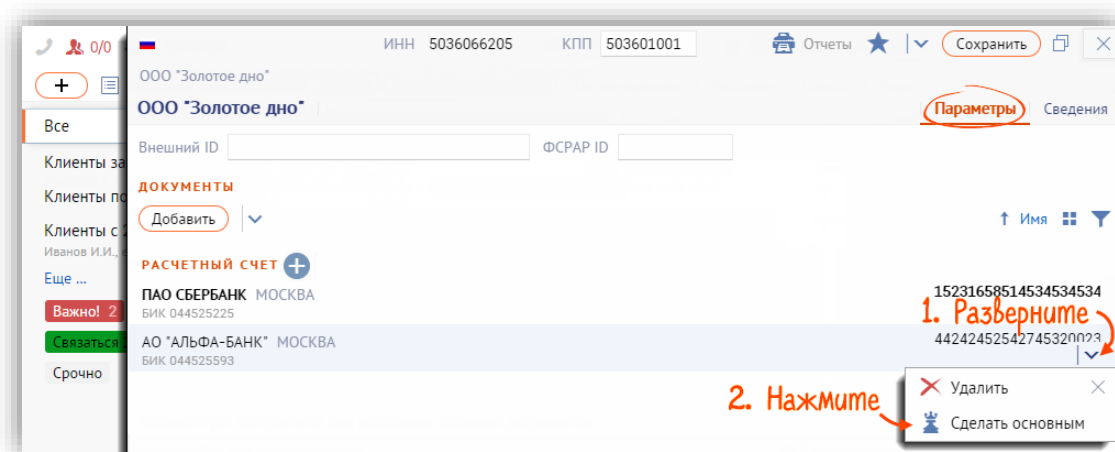 0/0 ИНН 5036066205 КПП 503601001 Отчеты Сохранить
ООО "Золотое дно"
ООО "Золотое дно" Параметры Сведения
Все
Внешний ID ФСРАР ID
Клиенты за
ДОКУМЕНТЫ
Клиенты по
Добавить Имя
Клиенты с 2
Иванов И.И.,
РАСЧЕТНЫЙ СЧЕТ
Еще ...
ПАО СБЕРБАНК МОСКВА 15231658514534534534
БИК 044525225
Важно! 2
1. Разверните
АО "АЛЬФА-БАНК" МОСКВА 44242452542745320023
Связаться
БИК 044525593
Срочно
Удалить
2. Нажмите
Сделать основным